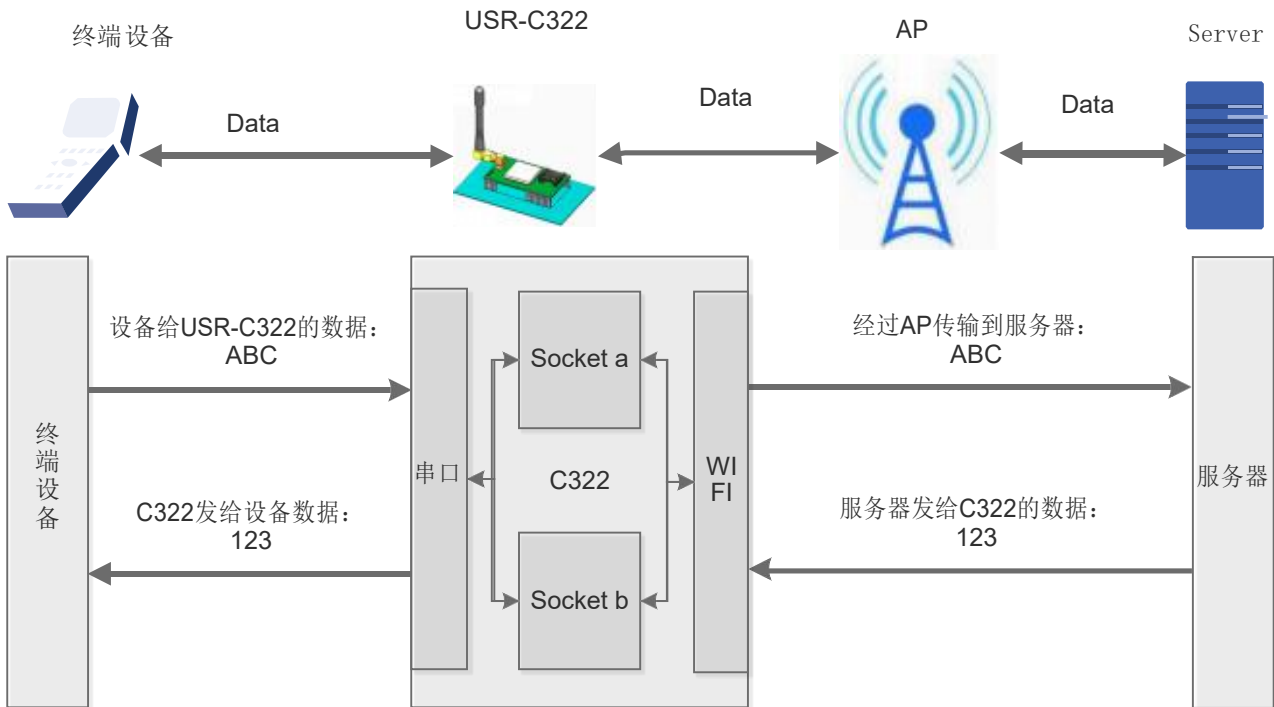 终端设备
USR-C322
AP
Server
Data
Data
Data
设备给USR-C322的数据：
ABC
经过AP传输到服务器：
ABC
Socket a
终端设备
串口
C322
WI
FI
服务器
C322发给设备数据：
123
服务器发给C322的数据：
123
Socket b